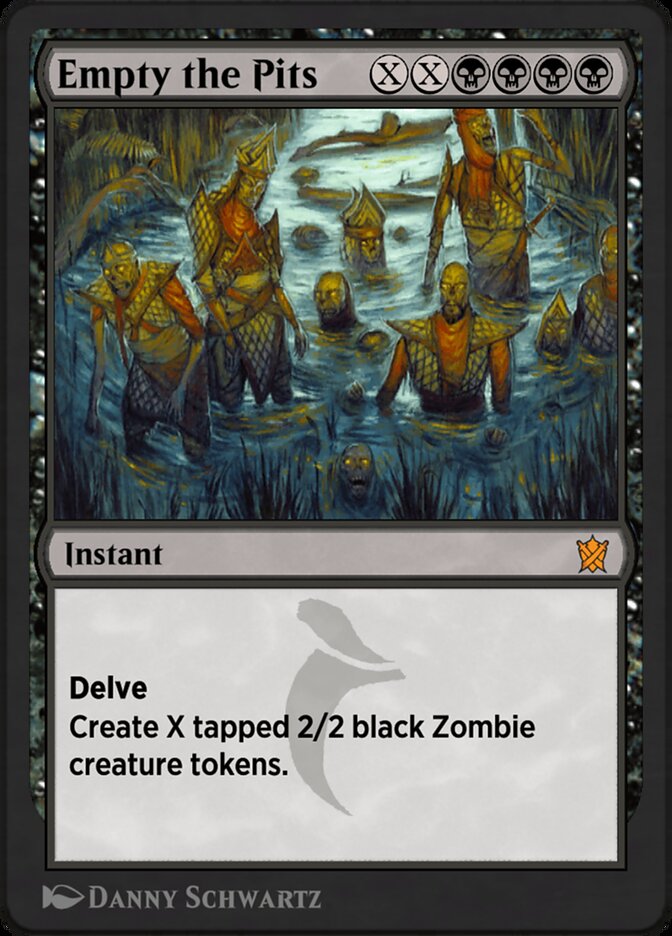 Empty the Pits X X
Instant
Delve
Create X tapped 2/2 black Zombie
creature tokens.
DANNY SCHWARTZ